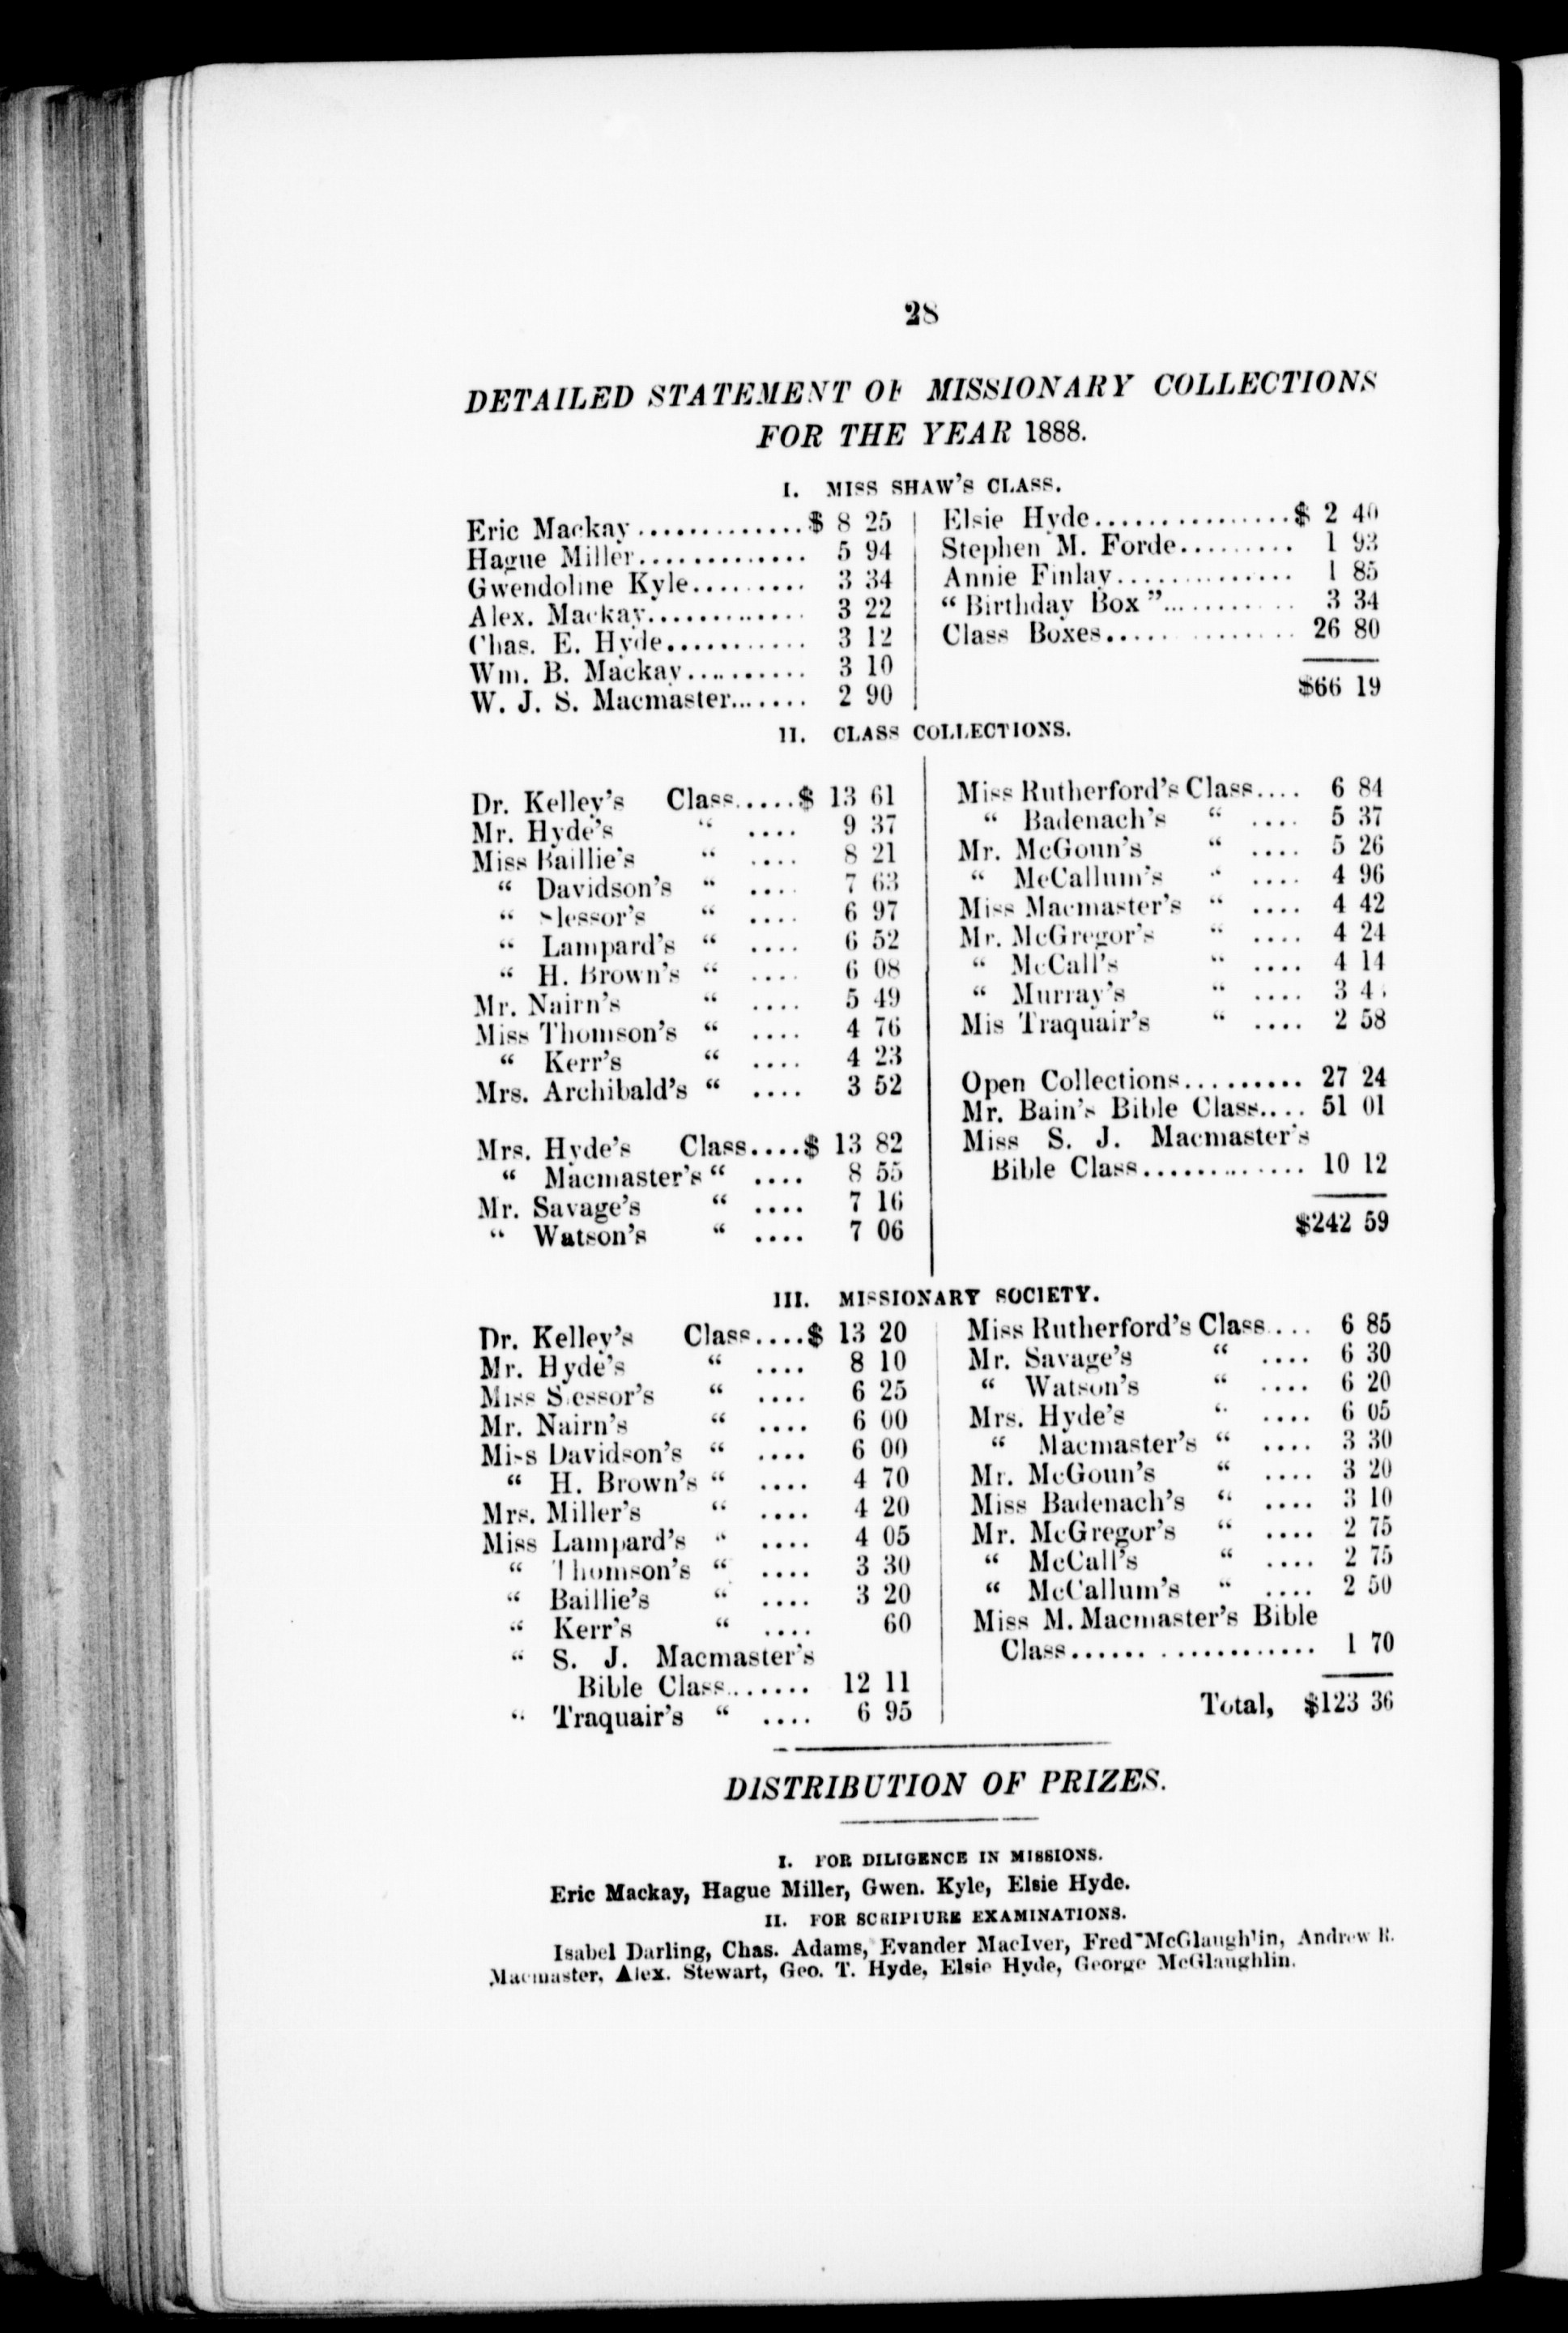 28
DETAILED STATEMENT OF MISSIONARY COLLECTIONS
FOR THE YEAR 1888.
I. MISS SHAW'S CLASS.
Eric Mackay.............$ 8 25
Hague Miller............. 5 94
Gwendoline Kyle......... 3 34
Alex. Mackay............. 3 22
Chas. E. Hyde........... 3 12
Wm. B. Mackay.......... 3 10
W. J. S. Macmaster....... 2 90
Elsie Hyde................$ 2 40
Stephen M. Forde......... 1 93
Annie Finlay.............. 1 85
“ Birthday Box ”........... 3 34
Class Boxes.............. 26 80
$66 19
II. CLASS COLLECTIONS.
Dr. Kelley's Class.....$ 13 61
Mr. Hyde's “ .... 9 37
Miss Baillie's “ .... 8 21
“ Davidson's “ .... 7 63
“ Slessor's “ .... 6 97
“ Lampard's “ .... 6 52
“ H. Brown's “ .... 6 08
Mr. Nairn's “ .... 5 49
Miss Thomson's “ .... 4 76
“ Kerr's “ .... 4 23
Mrs. Archibald's “ .... 3 52
Mrs. Hyde's Class....$ 13 82
“ Macmaster's “ .... 8 55
Mr. Savage's “ .... 7 16
“ Watson's “ .... 7 06
Miss Rutherford's Class.... 6 84
“ Badenach's “ .... 5 37
Mr. McGoun's “ .... 5 26
“ McCallum's “ .... 4 96
Miss Macmaster's “ .... 4 42
Mr. McGregor's “ .... 4 24
“ McCall's “ .... 4 14
“ Murray's “ .... 3
Mis Traquair's “ .... 2 58
Open Collections.......... 27 24
Mr. Bain's Bible Class.... 51 01
Miss S. J. Macmaster's
Bible Class............. 10 12
$242 59
III. MISSIONARY SOCIETY.
Dr. Kelley's Class....$ 13 20
Mr. Hyde's “ .... 8 10
Miss Slessor's “ .... 6 25
Mr. Nairn's “ .... 6 00
Miss Davidson's “ .... 6 00
“ H. Brown's “ .... 4 70
Mrs. Miller's “ .... 4 20
Miss Lampard's “ .... 4 05
“ Thomson's “ .... 3 30
“ Baillie's “ .... 3 20
“ Kerr's “ .... 60
“ S. J. Macmaster's
Bible Class....... 12 11
“ Traquair's “ .... 6 95
Miss Rutherford's Class.... 6 85
Mr. Savage's “ .... 6 30
“ Watson's “ .... 6 20
Mrs. Hyde's “ .... 6 05
“ Macmaster's “ .... 3 30
Mr. McGoun's “ .... 3 20
Miss Badenach's “ .... 3 10
Mr. McGregor's “ .... 2 75
“ McCall's “ .... 2 75
“ McCallum's “ .... 2 50
Miss M. Macmaster's Bible
Class.................... 1 70
Total, $123 36
DISTRIBUTION OF PRIZES.
I. FOR DILIGENCE IN MISSIONS.
Eric Mackay, Hague Miller, Gwen. Kyle, Elsie Hyde.
II. FOR SCRIPTURE EXAMINATIONS.
Isabel Darling, Chas. Adams, Evander MacIver, Fred McGlaughlin, Andrew R.
Macmaster, Alex. Stewart, Geo. T. Hyde, Elsie Hyde, George McGlaughlin.